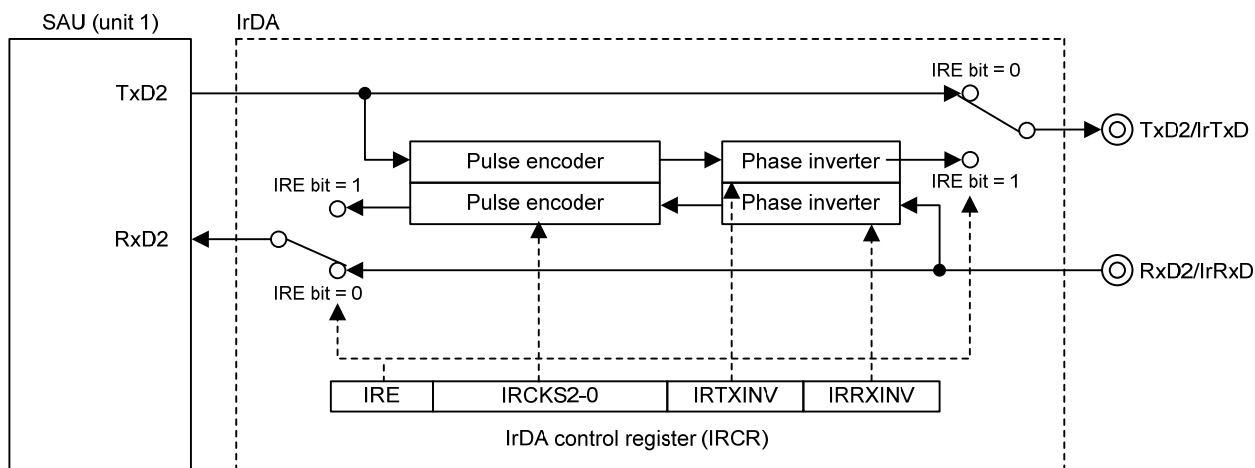 SAU (unit 1)
IrDA
IRE bit = 0
TxD2
TxD2/IrTxD
Pulse encoder
Phase inverter
IRE bit = 1
IRE bit = 1
Pulse encoder
Phase inverter
RxD2
RxD2/IrRxD
IRE bit = 0
IRE
IRCKS2-0
IRTXINV
IRRXINV
IrDA control register (IRCR)